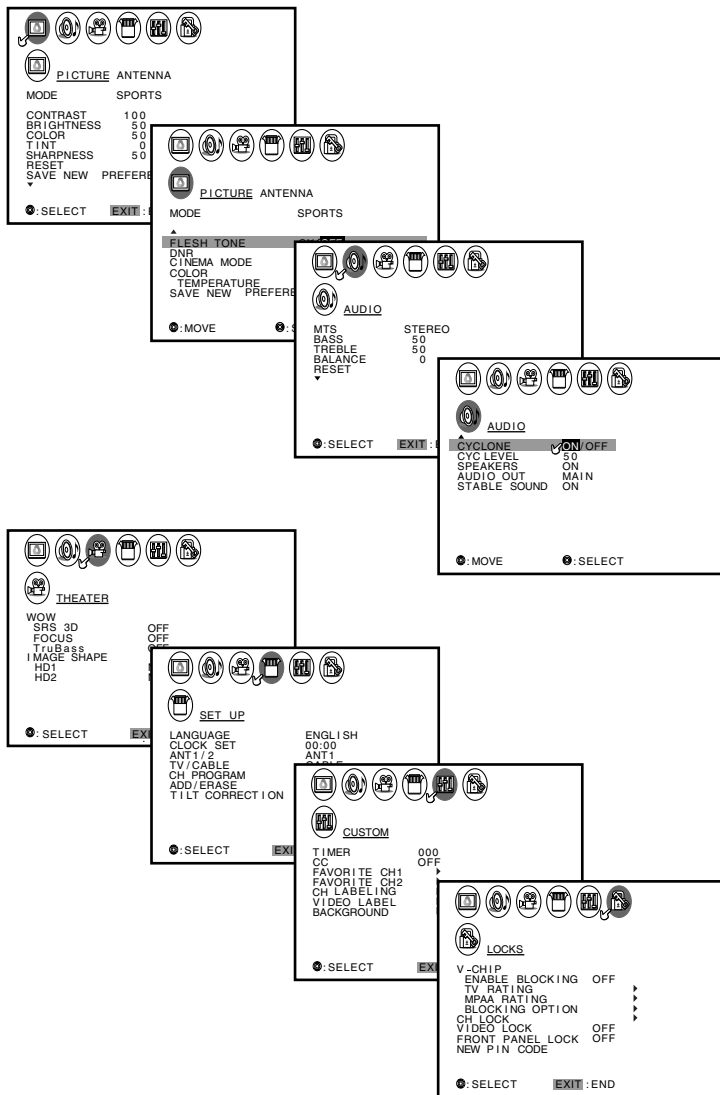 PICTURE ANTENNA
MODE SPORTS
CONTRAST 100
BRIGHTNESS 50
COLOR 50
TINT 0
SHARPNESS 50
RESET
SAVE NEW PREFERE
:SELECT EXIT :
PICTURE ANTENNA
MODE SPORTS
FLESH TONE
DNR
CINEMA MODE
COLOR
TEMPERATURE
SAVE NEW PREFERE
:MOVE :
AUDIO
MTS STEREO
BASS 50
TREBLE 50
BALANCE 0
RESET
:SELECT EXIT :
AUDIO
CYCLONE ON/OFF
CYC LEVEL 50
SPEAKERS ON
AUDIO OUT MAIN
STABLE SOUND ON
:MOVE :SELECT
THEATER
WOW
SRS 3D OFF
FOCUS OFF
TruBass OFF
IMAGE SHAPE
HD1
HD2
:SELECT EXI
SET UP
LANGUAGE ENGLISH
CLOCK SET 00:00
ANT1/2 ANT1
TV/CABLE CABLE
CH PROGRAM
ADD/ERASE
TILT CORRECTION
:SELECT EXI
CUSTOM
TIMER 000
CC OFF
FAVORITE CH1
FAVORITE CH2
CH LABELING
VIDEO LABEL
BACKGROUND
:SELECT EXI
LOCKS
V-CHIP
ENABLE BLOCKING OFF
TV RATING
MPAA RATING
BLOCKING OPTION
CH LOCK
VIDEO LOCK OFF
FRONT PANEL LOCK OFF
NEW PIN CODE
:SELECT EXIT :END